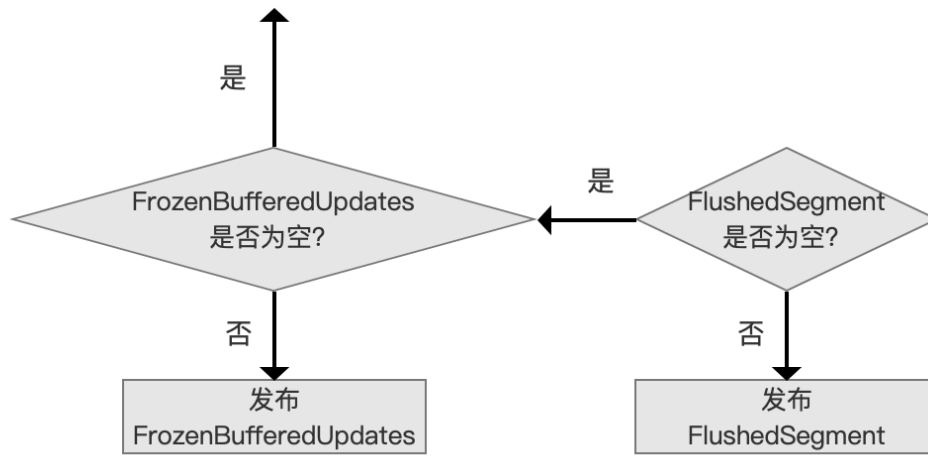 是
FrozenBufferedUpdates
是否为空?
是
FlushedSegment
是否为空?
否
发布
FrozenBufferedUpdates
否
发布
FlushedSegment